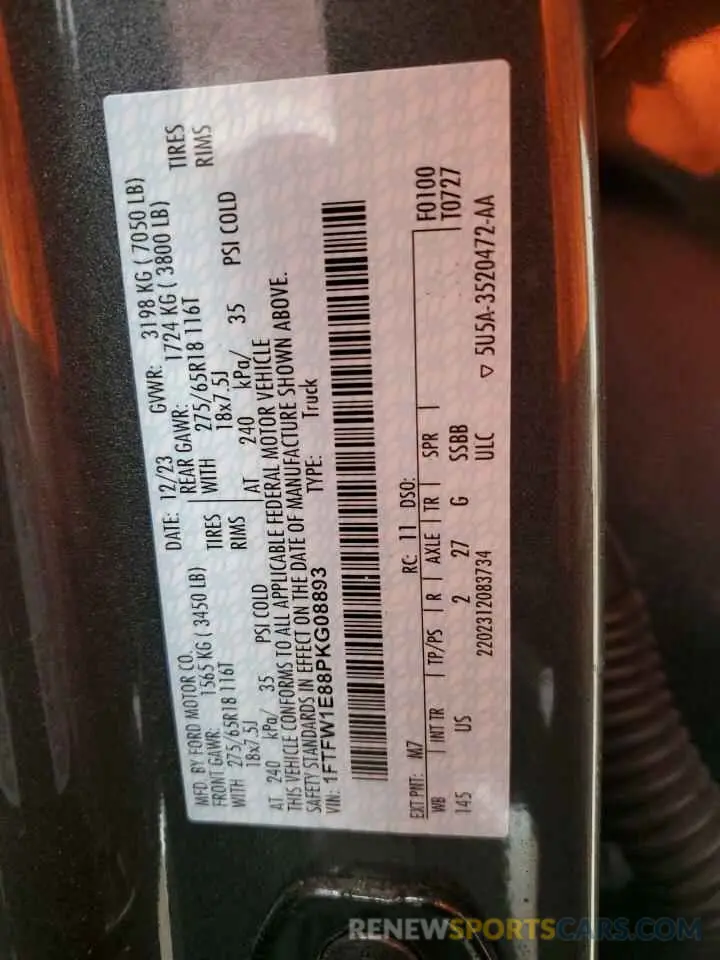 MFD. BY FORD MOTOR CO.
DATE: 12/23 GVWR: 3198 KG ( 7050 LB)
FRONT GAWR: 1565 KG ( 3450 LB) REAR GAWR: 1724 KG ( 3800 LB)
WITH 275/65R18 116T TIRES WITH 275/65R18 116T TIRES
18x7.5J RIMS 18x7.5J RIMS
AT 240 kPa/ 35 PSI COLD AT 240 kPa/ 35 PSI COLD
THIS VEHICLE CONFORMS TO ALL APPLICABLE FEDERAL MOTOR VEHICLE
SAFETY STANDARDS IN EFFECT ON THE DATE OF MANUFACTURE SHOWN ABOVE.
VIN: 1FTFW1E88PKG08893 TYPE: Truck
EXT PNT: M7 RC: 11 DSO: F0100
WB INT TR TP/PS R AXLE TR SPR T0727
145 US 2 27 G SSBB
2202312083734 ULC ▽ 5U5A-3520472-AA
RENEWSPORTSCARS.COM